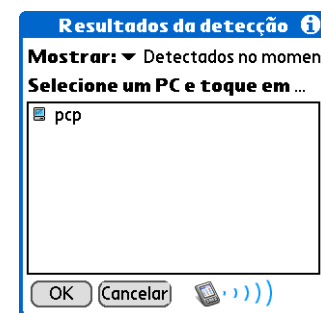 Resultados da detecção
Mostrar: Detectados no momen
Selecione um PC e toque em ...
pcp
OK Cancelar